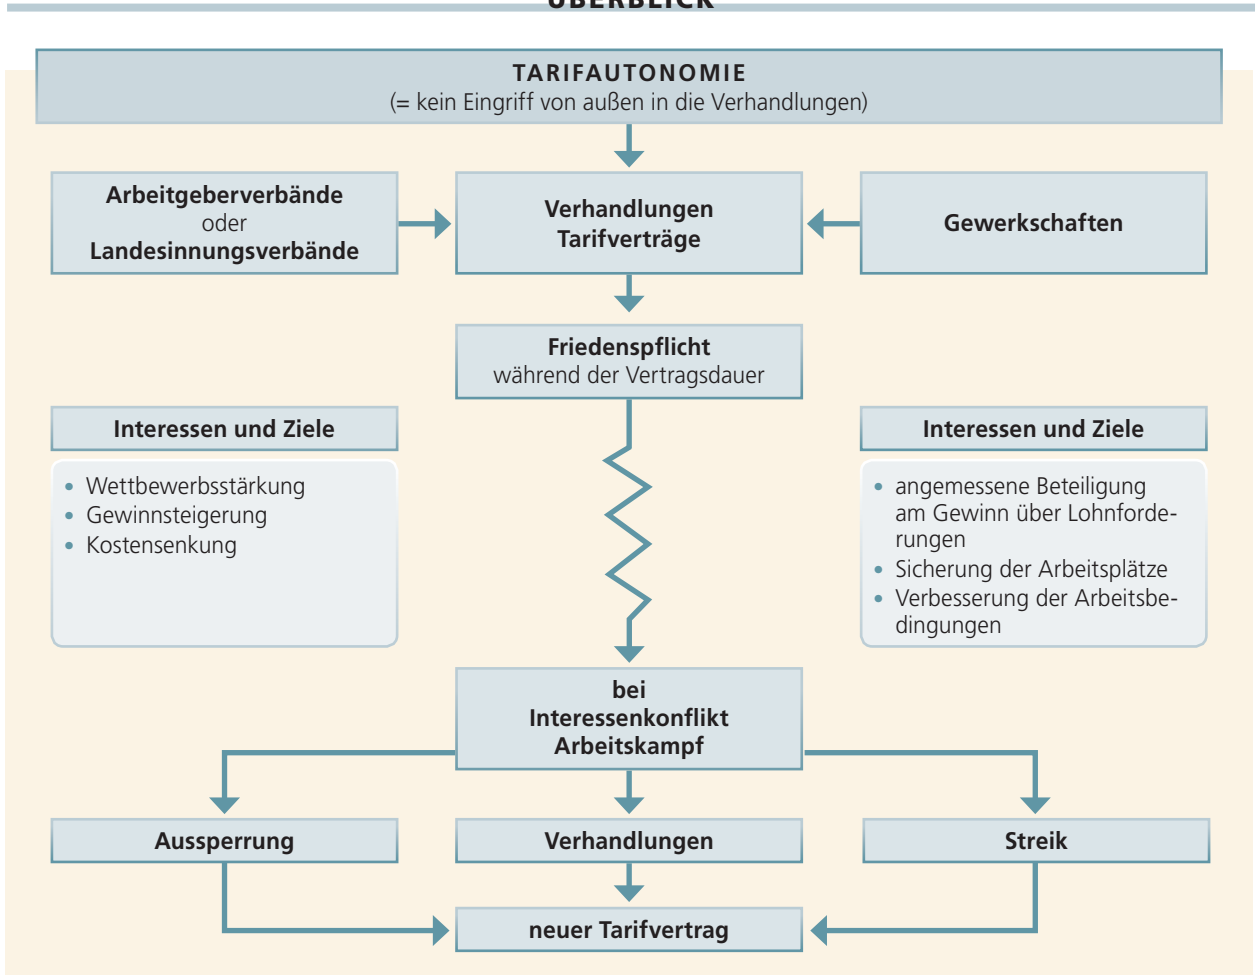 ÜBERBLICK
TARIFAUTONOMIE
(= kein Eingriff von außen in die Verhandlungen)
Arbeitgeberverbände
oder
Landesinnungsverbände
Verhandlungen
Tarifverträge
Gewerkschaften
Friedenspflicht
während der Vertragsdauer
Interessen und Ziele
• Wettbewerbsstärkung
• Gewinnsteigerung
• Kostensenkung
Interessen und Ziele
• angemessene Beteiligung
am Gewinn über Lohnforde-
rungen
• Sicherung der Arbeitsplätze
• Verbesserung der Arbeitsbe-
dingungen
bei
Interessenkonflikt
Arbeitskampf
Aussperrung
Verhandlungen
Streik
neuer Tarifvertrag